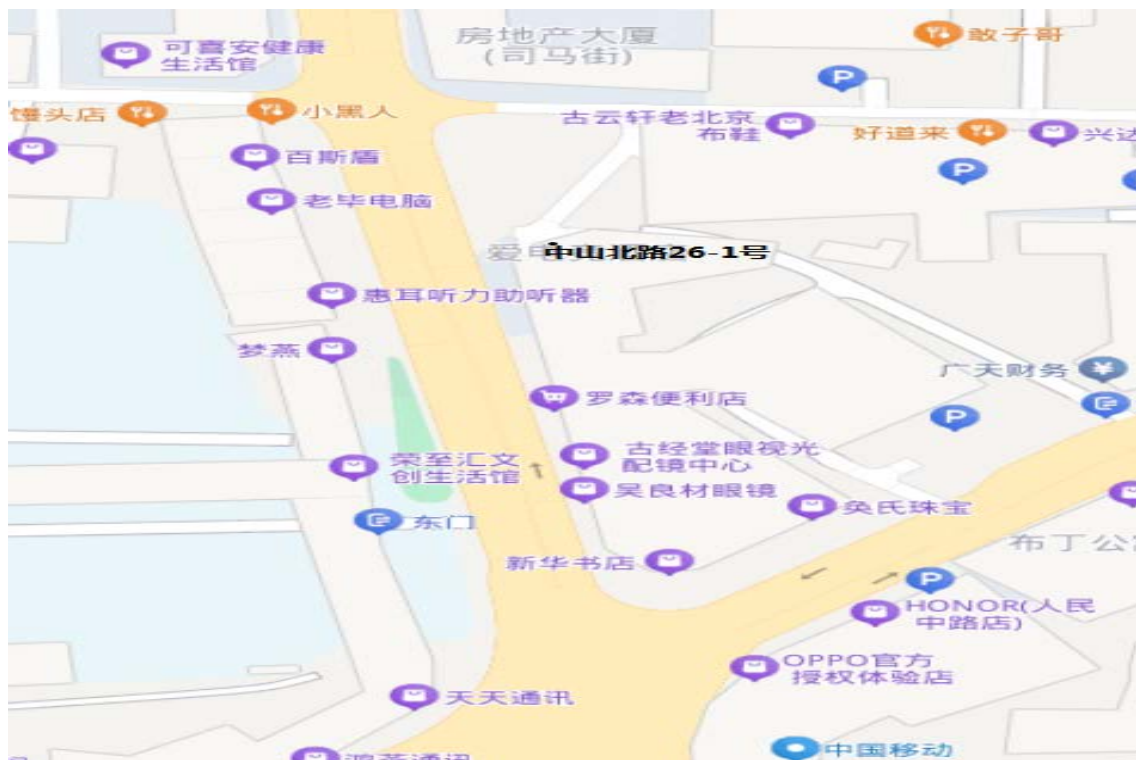 房地产大厦
(司马街)
敢子哥
可喜安健康
生活馆
馒头店
小黑人
古云轩老北京
布鞋
好道来
兴达
百斯盾
老毕电脑
中山北路26-1号
惠耳听力助听器
梦燕
广天财务
罗森便利店
古经堂眼视光
配镜中心
荣至汇文
创生活馆
吴良材眼镜
奂氏珠宝
东门
布丁公寓
新华书店
HONOR(人民
中路店)
OPPO官方
授权体验店
天天通讯
中国移动